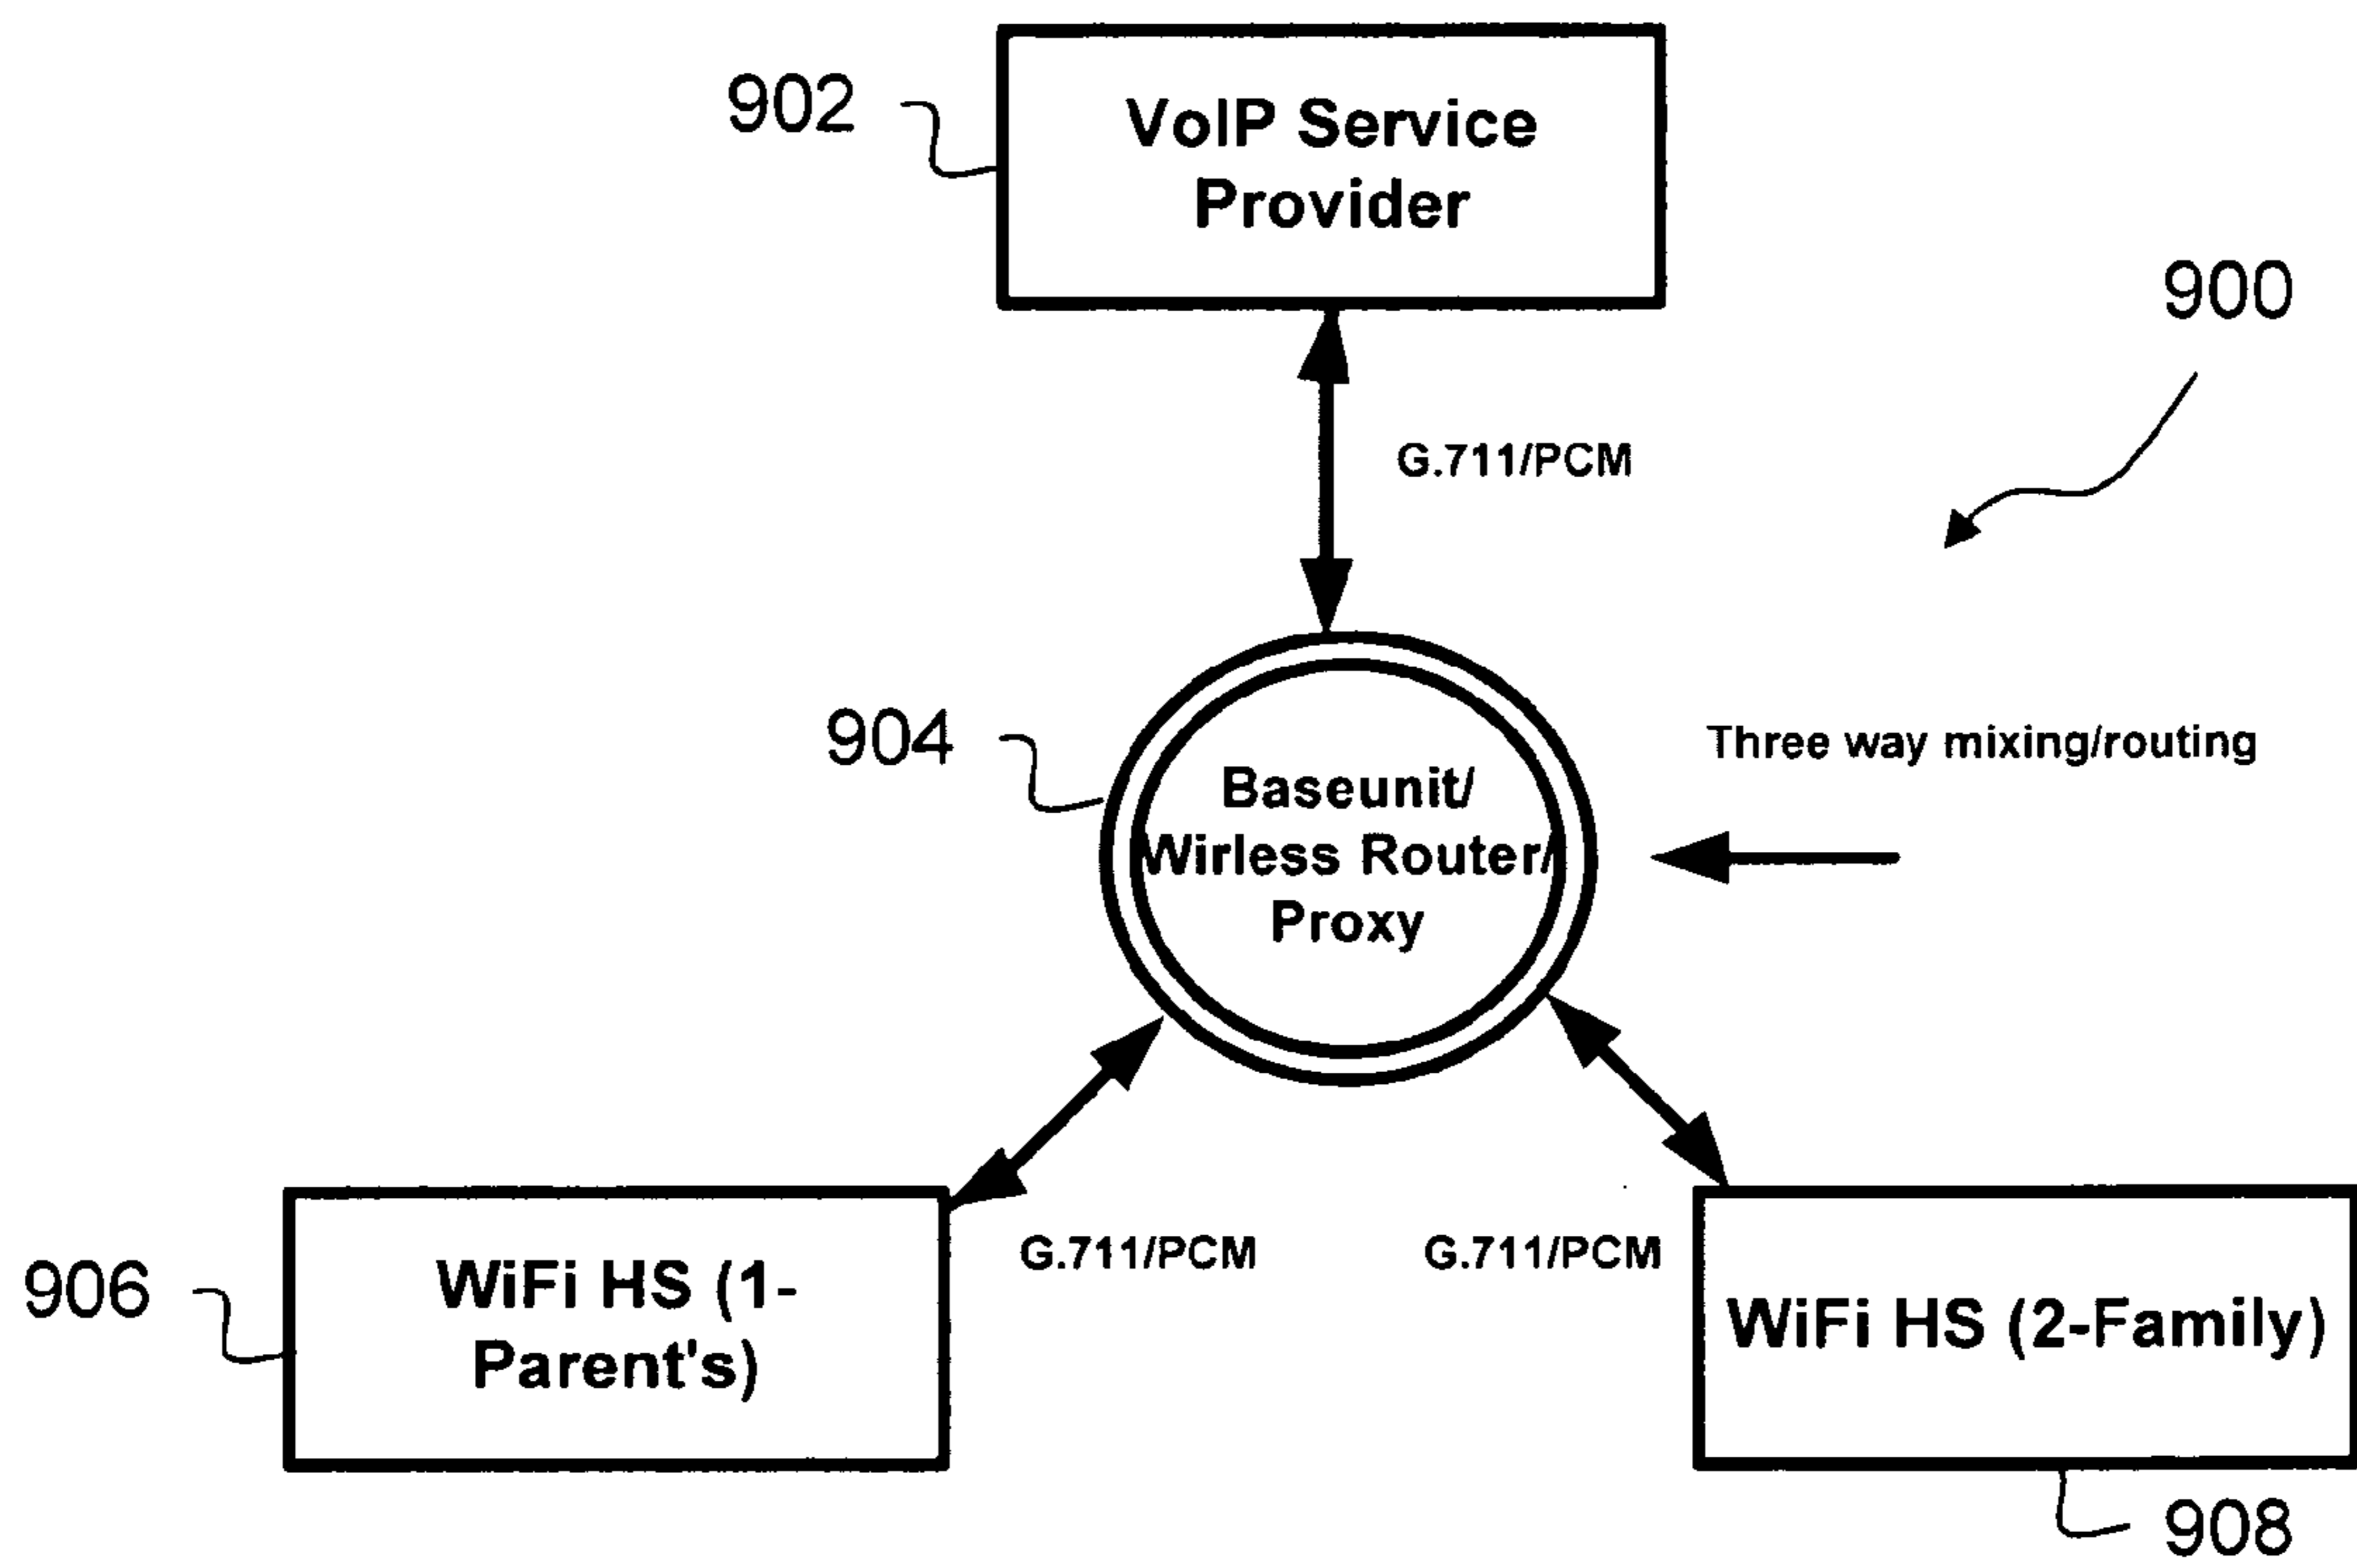 902
VoIP Service
Provider
900
G.711/PCM
904
Three way mixing/routing
Baseunit/
Wirless Router/
Proxy
906
WiFi HS (1-
Parent's)
G.711/PCM
G.711/PCM
WiFi HS (2-Family)
908